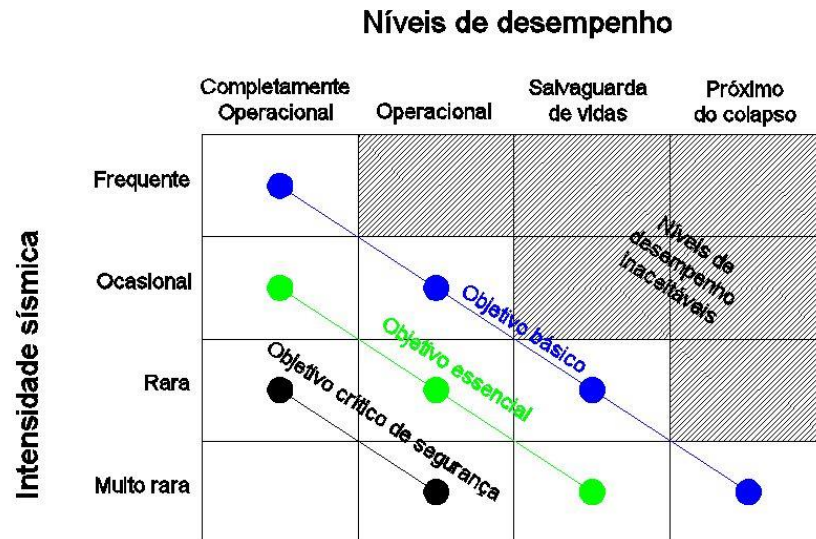 Níveis de desempenho
Completamente
Operacional
Operacional
Salvaguarda
de vidas
Próximo
do colapso
Intensidade sísmica
Frequente
Ocasional
Rara
Muito rara
Níveis de
desempenho
inaceitáveis
Objetivo básico
Objetivo essencial
Objetivo crítico de segurança